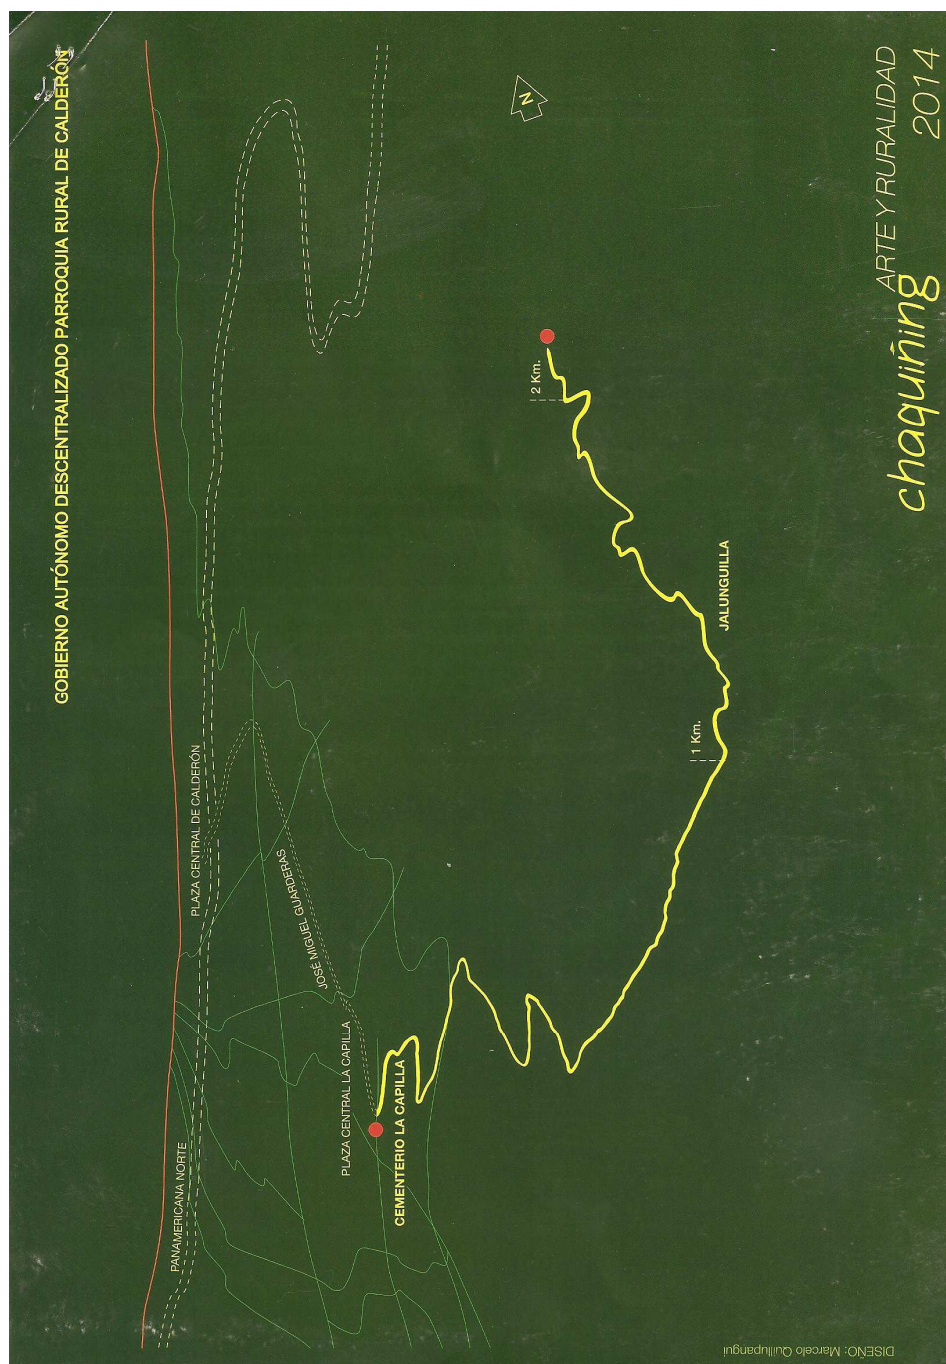 GOBIERNO AUTÓNOMO DESCENTRALIZADO PARROQUIA RURAL DE CALDERÓN
ARTE Y RURALIDAD
2014
chaquiñing
N
2 Km.
JALUNGUILLA
1 Km.
PLAZA CENTRAL DE CALDERÓN
JOSÉ MIGUEL GUARDERAS
PLAZA CENTRAL LA CAPILLA
CEMENTERIO LA CAPILLA
PANAMERICANA NORTE
DISEÑO: Marcelo Quillupangui